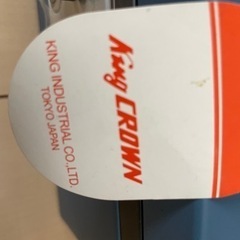 King CROWN
KING INDUSTRIAL CO.,LTD.
TOKYO JAPAN